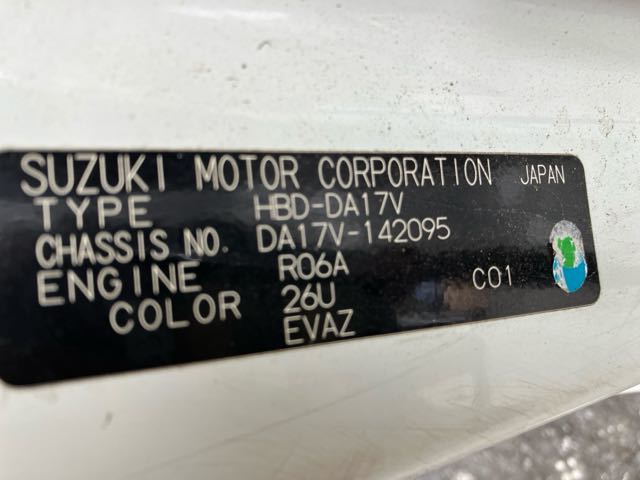 SUZUKI MOTOR CORPORATION JAPAN
TYPE HBD-DA17V
CHASSIS NO. DA17V-142095
ENGINE R06A C01
COLOR 26U
EVAZ